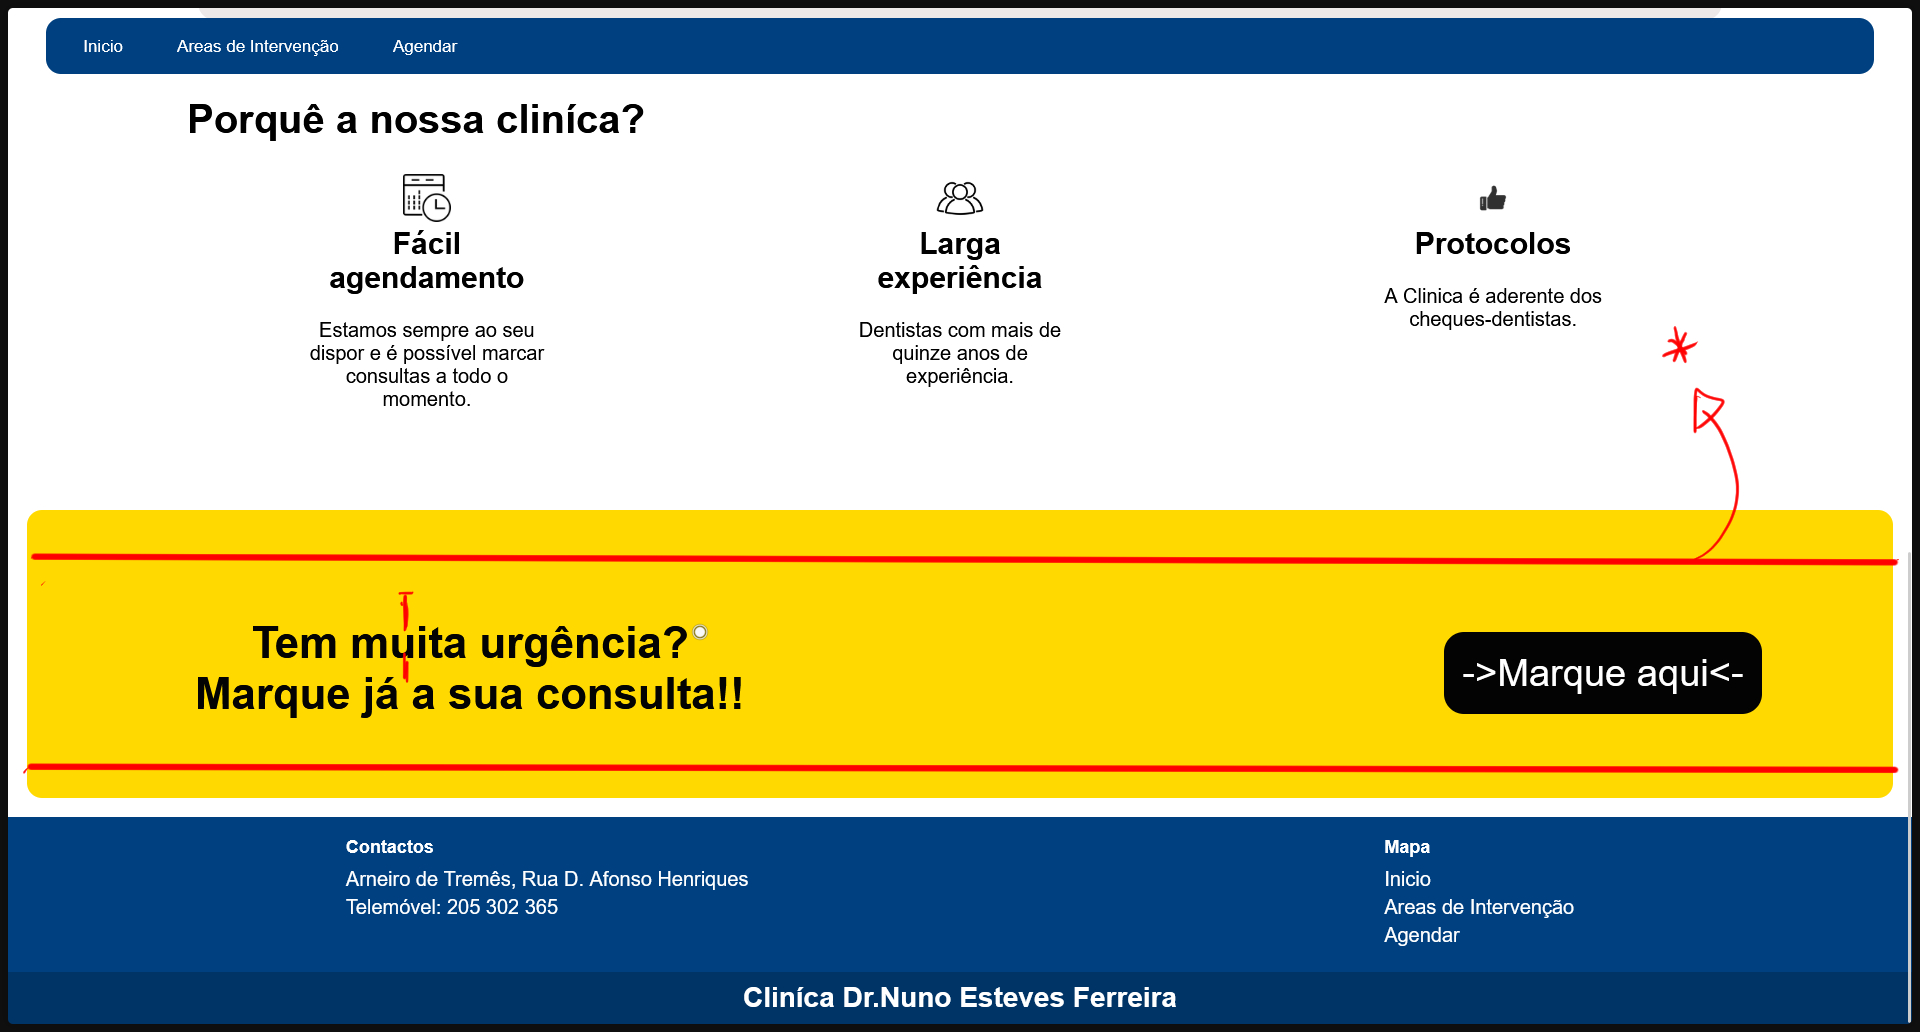 Inicio Areas de Intervenção Agendar
Porquê a nossa cliníca?
Fácil
agendamento
Estamos sempre ao seu
dispor e é possível marcar
consultas a todo o
momento.
Larga
experiência
Dentistas com mais de
quinze anos de
experiência.
Protocolos
A Clinica é aderente dos
cheques-dentistas.
*
Tem muita urgência?
Marque já a sua consulta!!
->Marque aqui<-
Contactos
Arneiro de Tremês, Rua D. Afonso Henriques
Telemóvel: 205 302 365
Mapa
Inicio
Areas de Intervenção
Agendar
Cliníca Dr.Nuno Esteves Ferreira